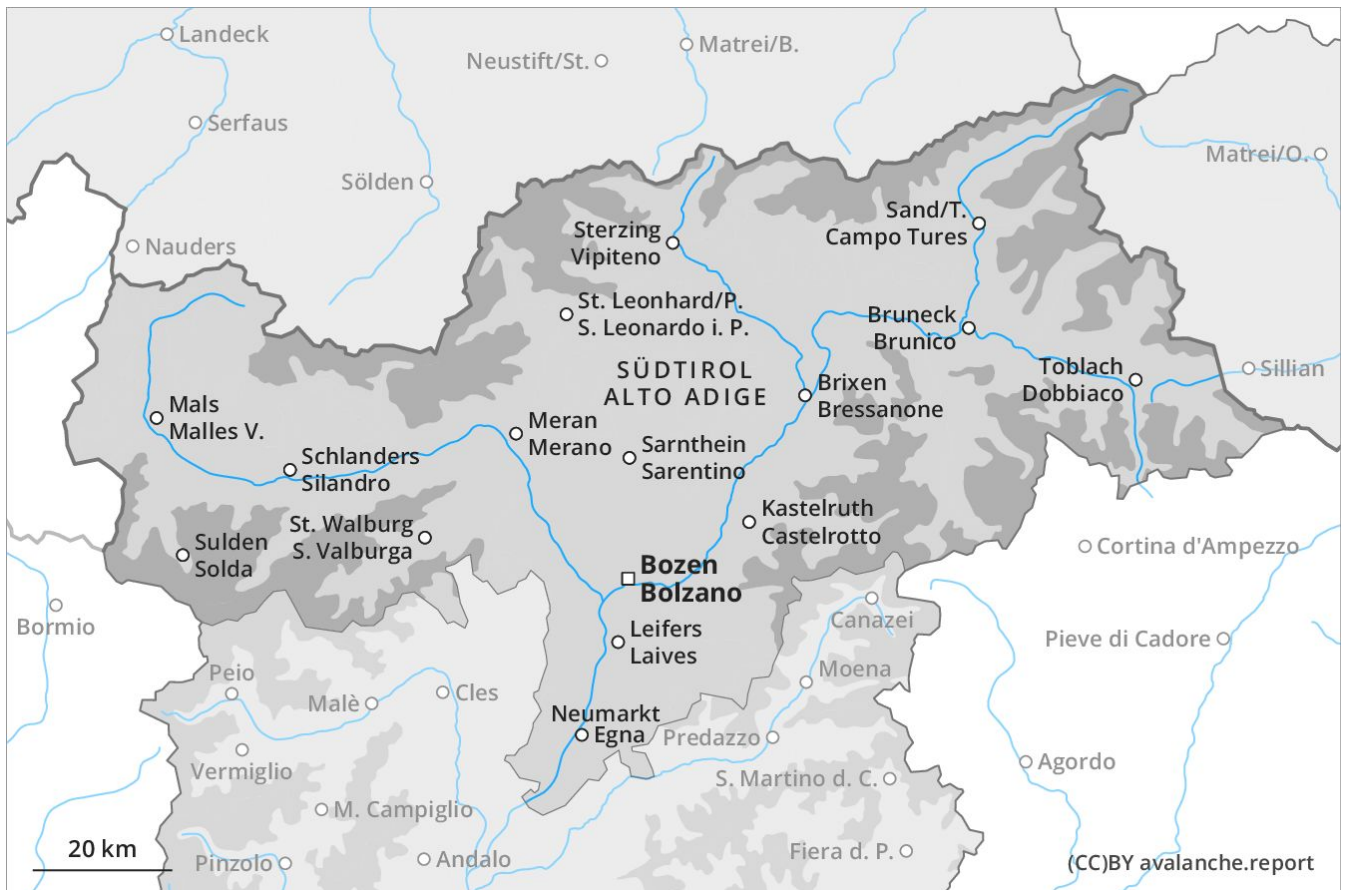 Landeck
Neustift/St.
Matrei/B.
Serfaus
Matrei/O.
Sölden
Nauders
Sand/T.
Campo Tures
Sterzing
Vipiteno
St. Leonhard/P.
S. Leonardo i. P.
Bruneck
Brunico
SÜDTIROL
ALTO ADIGE
Toblach
Dobbiaco
Sillian
Brixen
Bressanone
Mals
Malles V.
Meran
Merano
Sarnthein
Sarentino
Schlanders
Silandro
St. Walburg
S. Valburga
Kastelruth
Castelrotto
Sulden
Solda
Cortina d'Ampezzo
Bozen
Bolzano
Bormio
Canazei
Leifers
Laives
Pieve di Cadore
Peio
Moena
Malè
Cles
Neumarkt
Egna
Predazzo
Vermiglio
Agordo
S. Martino d. C.
M. Campiglio
20 km
Pinzolo
Andalo
Fiera d. P.
(CC)BY avalanche.report